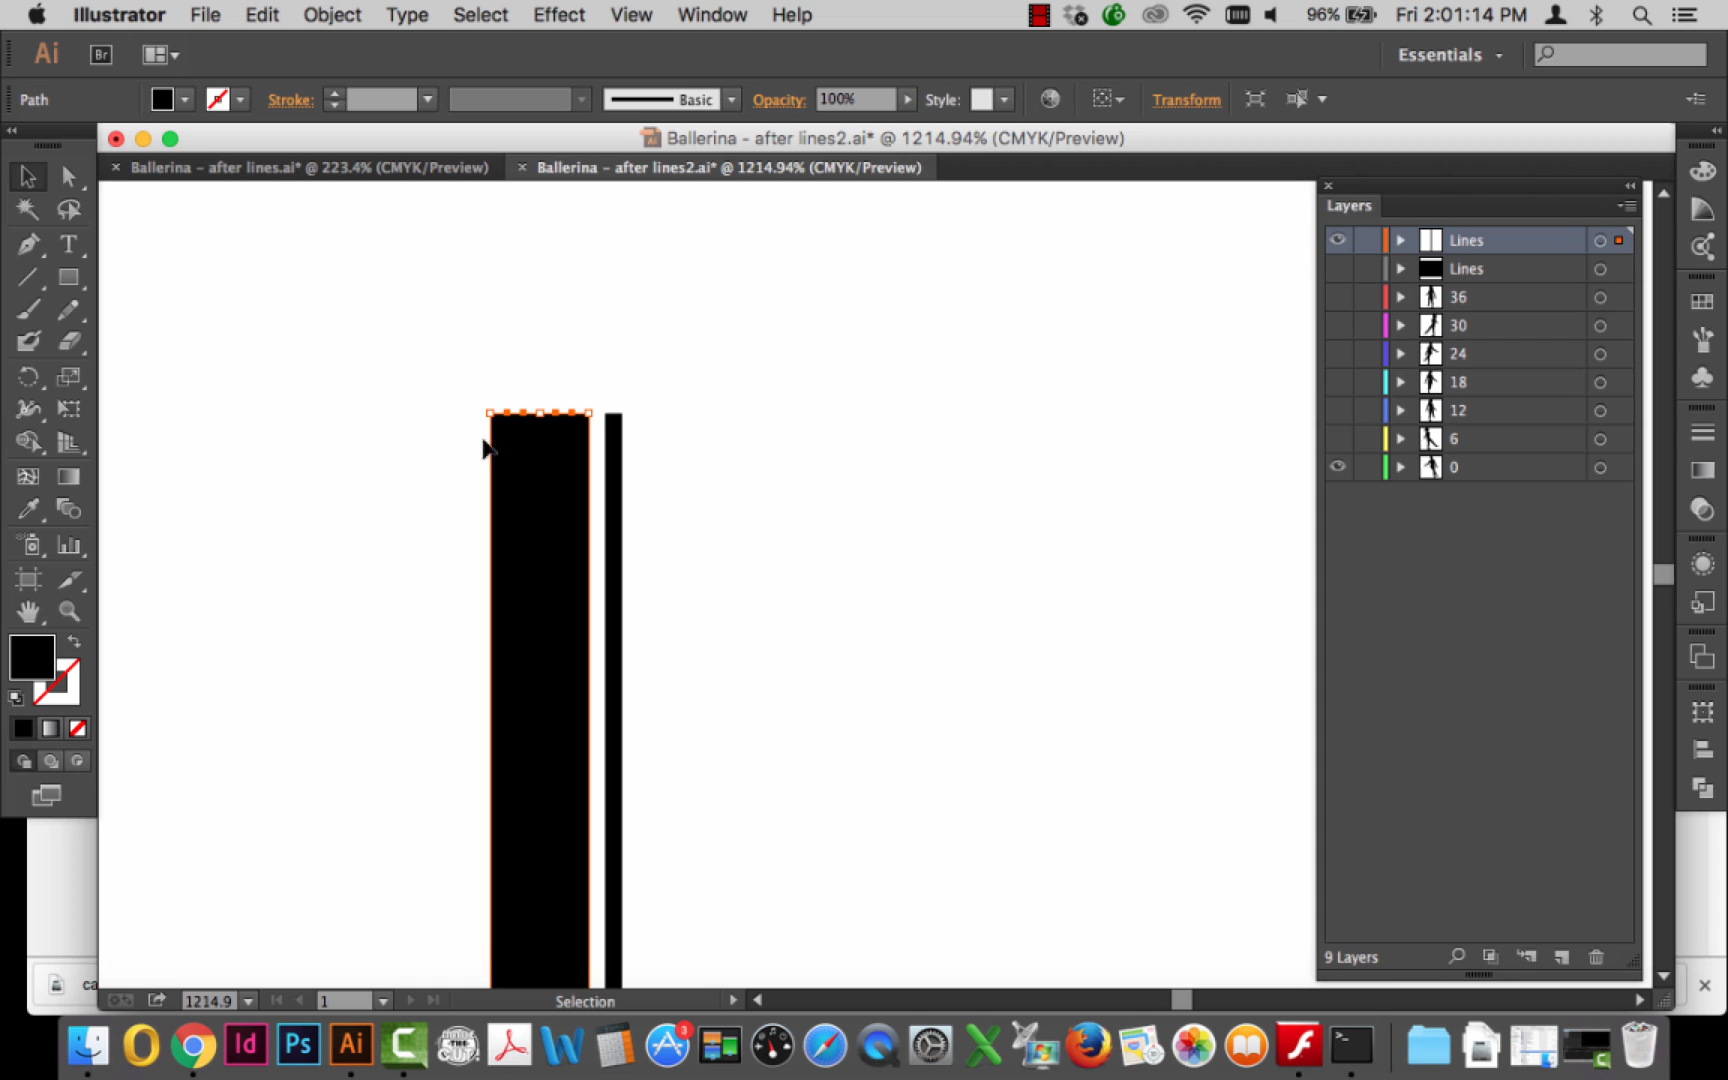 Illustrator File Edit Object Type Select Effect View Window Help 96% Fri 2:01:14 PM
Ai Br Essentials
Path Stroke: Basic Opacity: 100% Style: Transform
Ballerina - after lines2.ai* @ 1214.94% (CMYK/Preview)
× Ballerina - after lines.ai* @ 223.4% (CMYK/Preview) × Ballerina - after lines2.ai* @ 1214.94% (CMYK/Preview)
Layers
Lines
Lines
36
30
24
18
12
6
0
9 Layers
ca
1214.9 1 Selection
Id Ps Ai 3